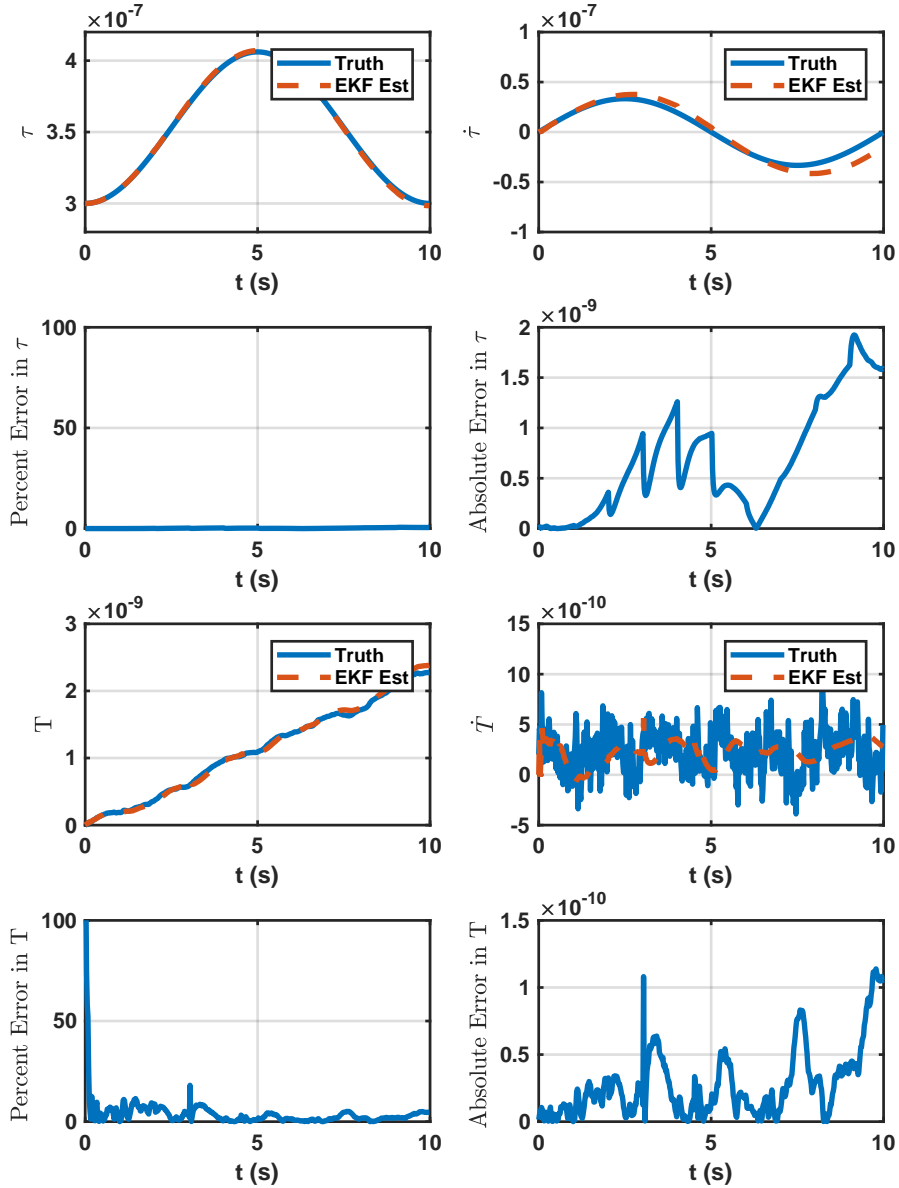 ×10⁻⁷
4
3.5
3
τ
Truth
EKF Est
0 5 10
t (s)
×10⁻⁷
1
0.5
0
-0.5
-1
τ̇
Truth
EKF Est
0 5 10
t (s)
100
50
0
Percent Error in τ
0 5 10
t (s)
×10⁻⁹
2
1.5
1
0.5
0
Absolute Error in τ
0 5 10
t (s)
×10⁻⁹
3
2
1
0
T
Truth
EKF Est
0 5 10
t (s)
×10⁻¹⁰
15
10
5
0
-5
Ṫ
Truth
EKF Est
0 5 10
t (s)
100
50
0
Percent Error in T
0 5 10
t (s)
×10⁻¹⁰
1.5
1
0.5
0
Absolute Error in T
0 5 10
t (s)